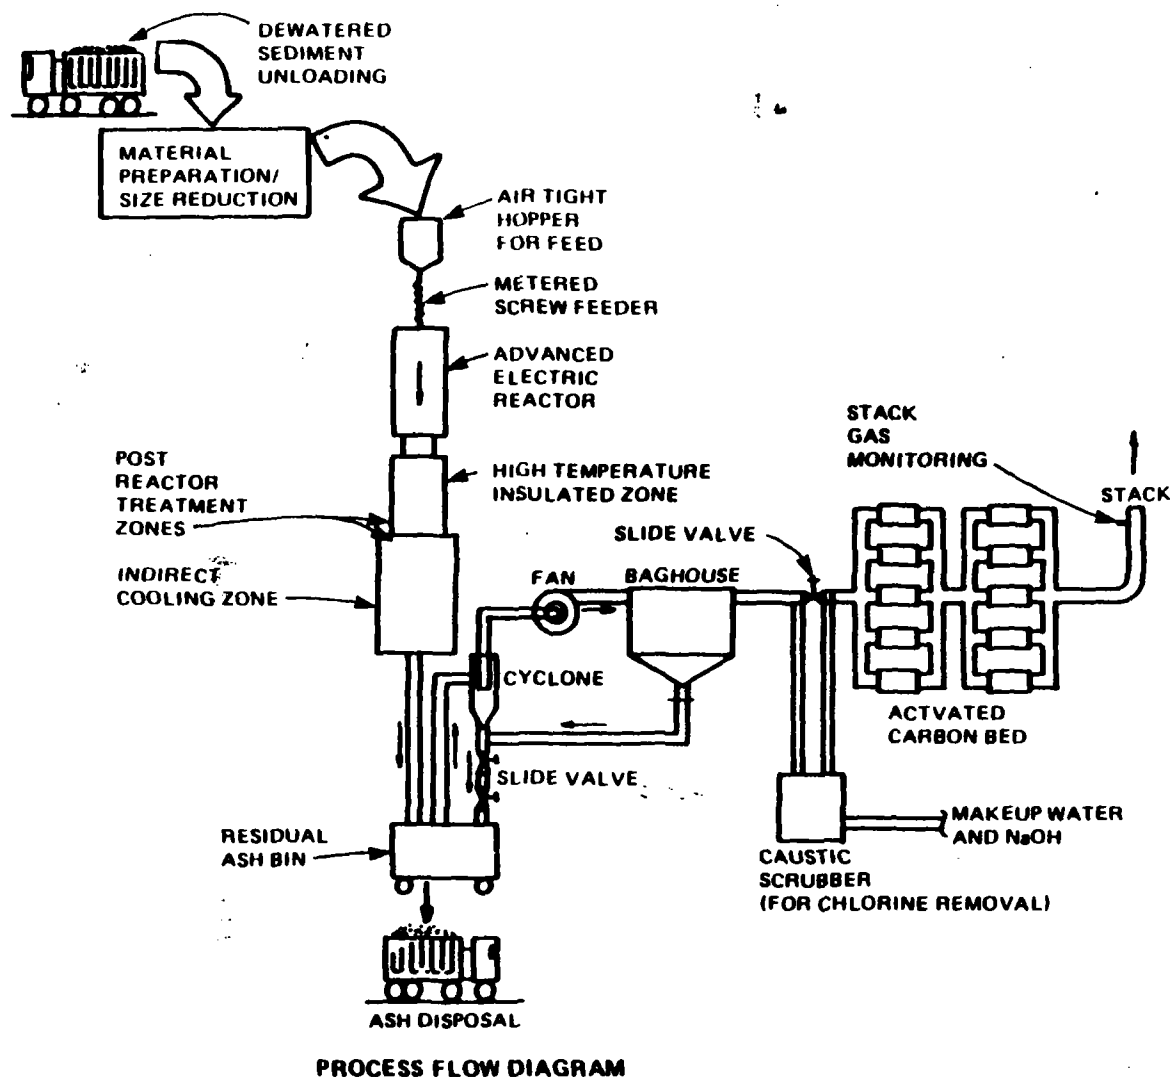 DEWATERED
SEDIMENT
UNLOADING
MATERIAL
PREPARATION/
SIZE REDUCTION
AIR TIGHT
HOPPER
FOR FEED
METERED
SCREW FEEDER
ADVANCED
ELECTRIC
REACTOR
POST
REACTOR
TREATMENT
ZONES
HIGH TEMPERATURE
INSULATED ZONE
INDIRECT
COOLING ZONE
STACK
GAS
MONITORING
STACK
SLIDE VALVE
FAN
BAGHOUSE
CYCLONE
ACTVATED
CARBON BED
SLIDE VALVE
RESIDUAL
ASH BIN
MAKEUP WATER
AND NaOH
CAUSTIC
SCRUBBER
(FOR CHLORINE REMOVAL)
ASH DISPOSAL
PROCESS FLOW DIAGRAM